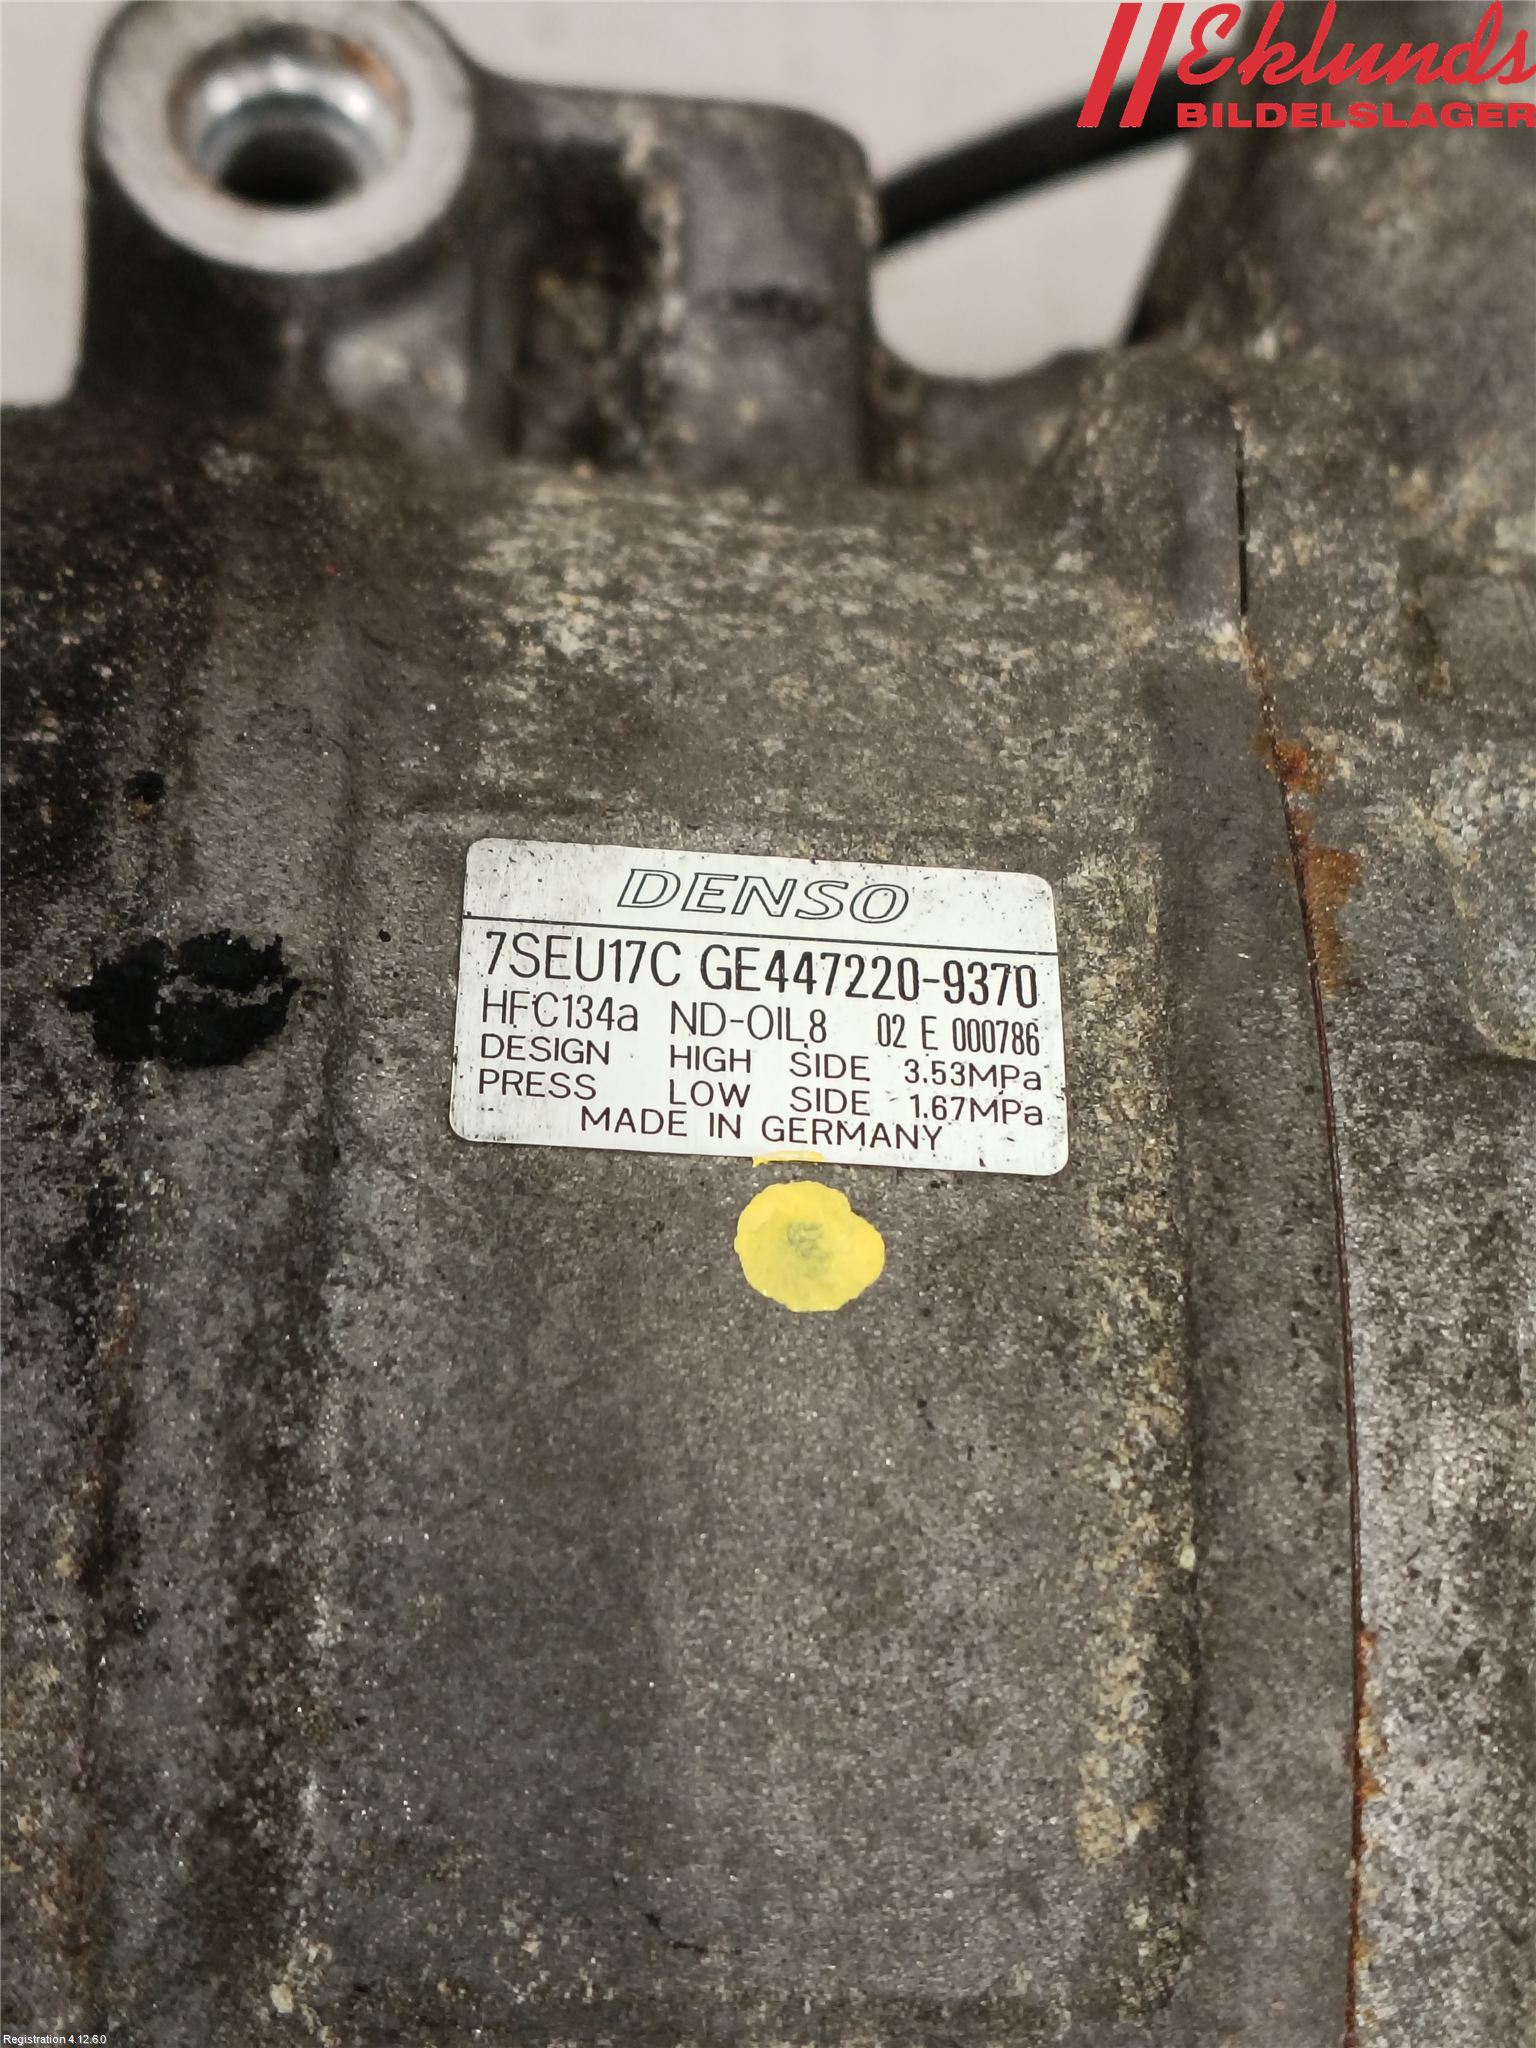 Eklunds
BILDELSLAGER
DENSO
7SEU17C GE447220-9370
HFC134a ND-OIL8 02 E 000786
DESIGN HIGH SIDE 3.53MPa
PRESS LOW SIDE 1.67MPa
MADE IN GERMANY
Registration 4.12.6.0